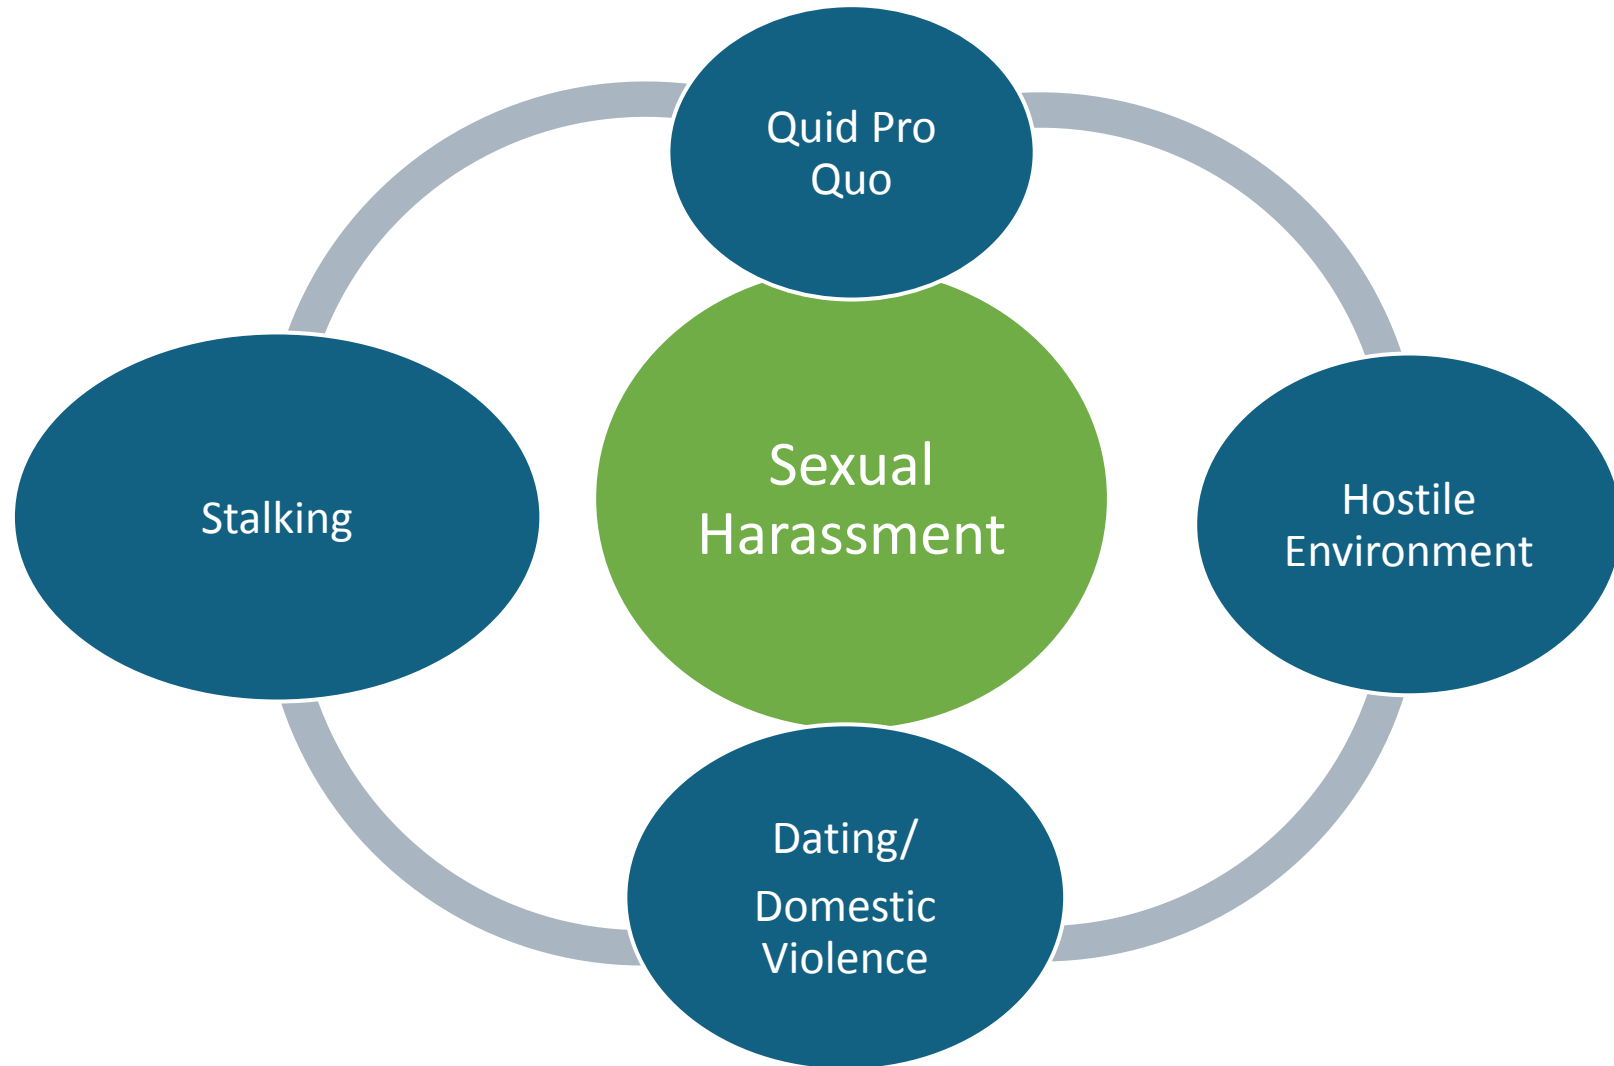 Quid Pro
Quo
Sexual
Harassment
Stalking
Hostile
Environment
Dating/
Domestic
Violence